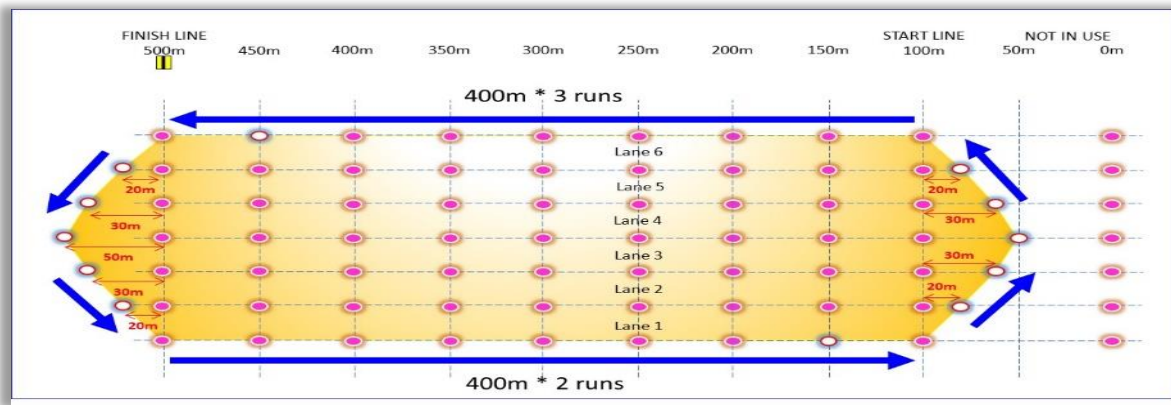 FINISH LINE START LINE NOT IN USE
500m 450m 400m 350m 300m 250m 200m 150m 100m 50m 0m
400m * 3 runs
Lane 6
20m 20m
Lane 5
Lane 4
30m 30m
Lane 3
50m 30m
Lane 2
30m 20m
Lane 1
20m
400m * 2 runs